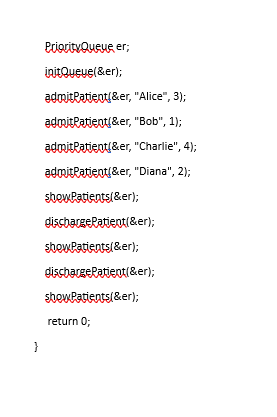 PriorityQueue er;
initQueue(&er);
admitPatient(&er, "Alice", 3);
admitPatient(&er, "Bob", 1);
admitPatient(&er, "Charlie", 4);
admitPatient(&er, "Diana", 2);
showPatients(&er);
dischargePatient(&er);
showPatients(&er);
dischargePatient(&er);
showPatients(&er);
return 0;
}